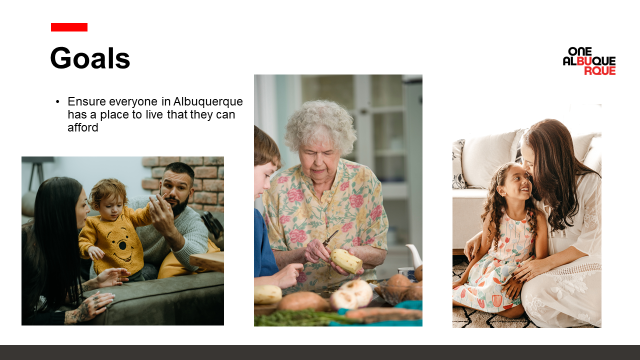 Goals
ONE
ALBUQUE
RQUE
• Ensure everyone in Albuquerque
has a place to live that they can
afford